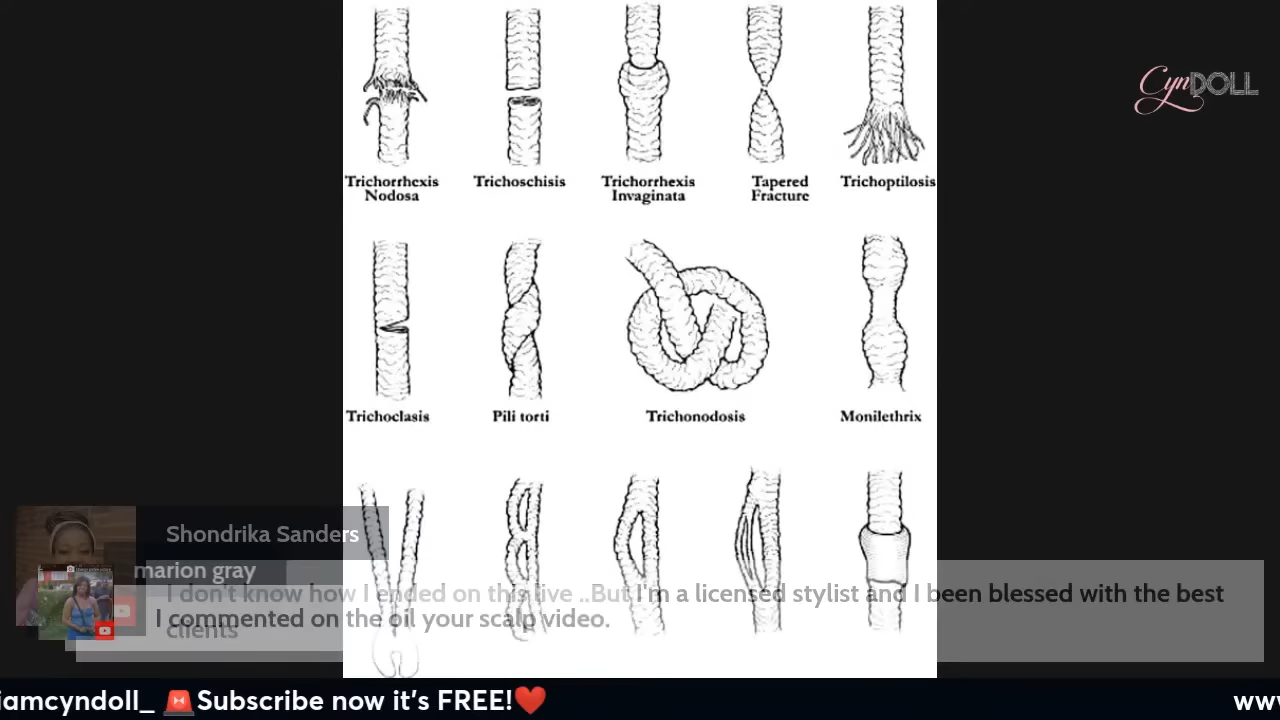 CynDOLL
Trichorrhexis
Nodosa
Trichoschisis
Trichorrhexis
Invaginata
Tapered
Fracture
Trichoptilosis
Trichoclasis
Pili torti
Trichonodosis
Monilethrix
Shondrika Sanders
marion gray
I don't know how I ended on this live ..But I'm a licensed stylist and I been blessed with the best
clients
I commented on the oil your scalp video.
iamcyndoll_ 🚨Subscribe now it's FREE!❤️
www